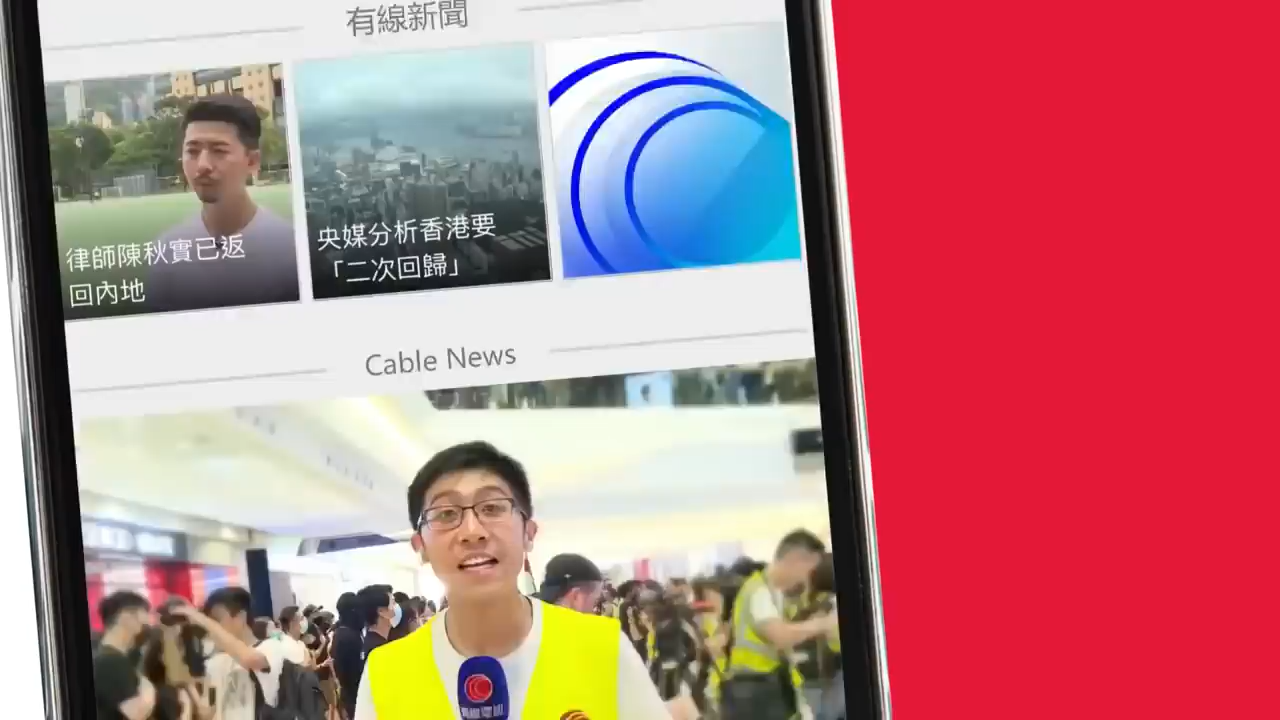 有線新聞
律師陳秋實已返
回內地
央媒分析香港要
「二次回歸」
Cable News